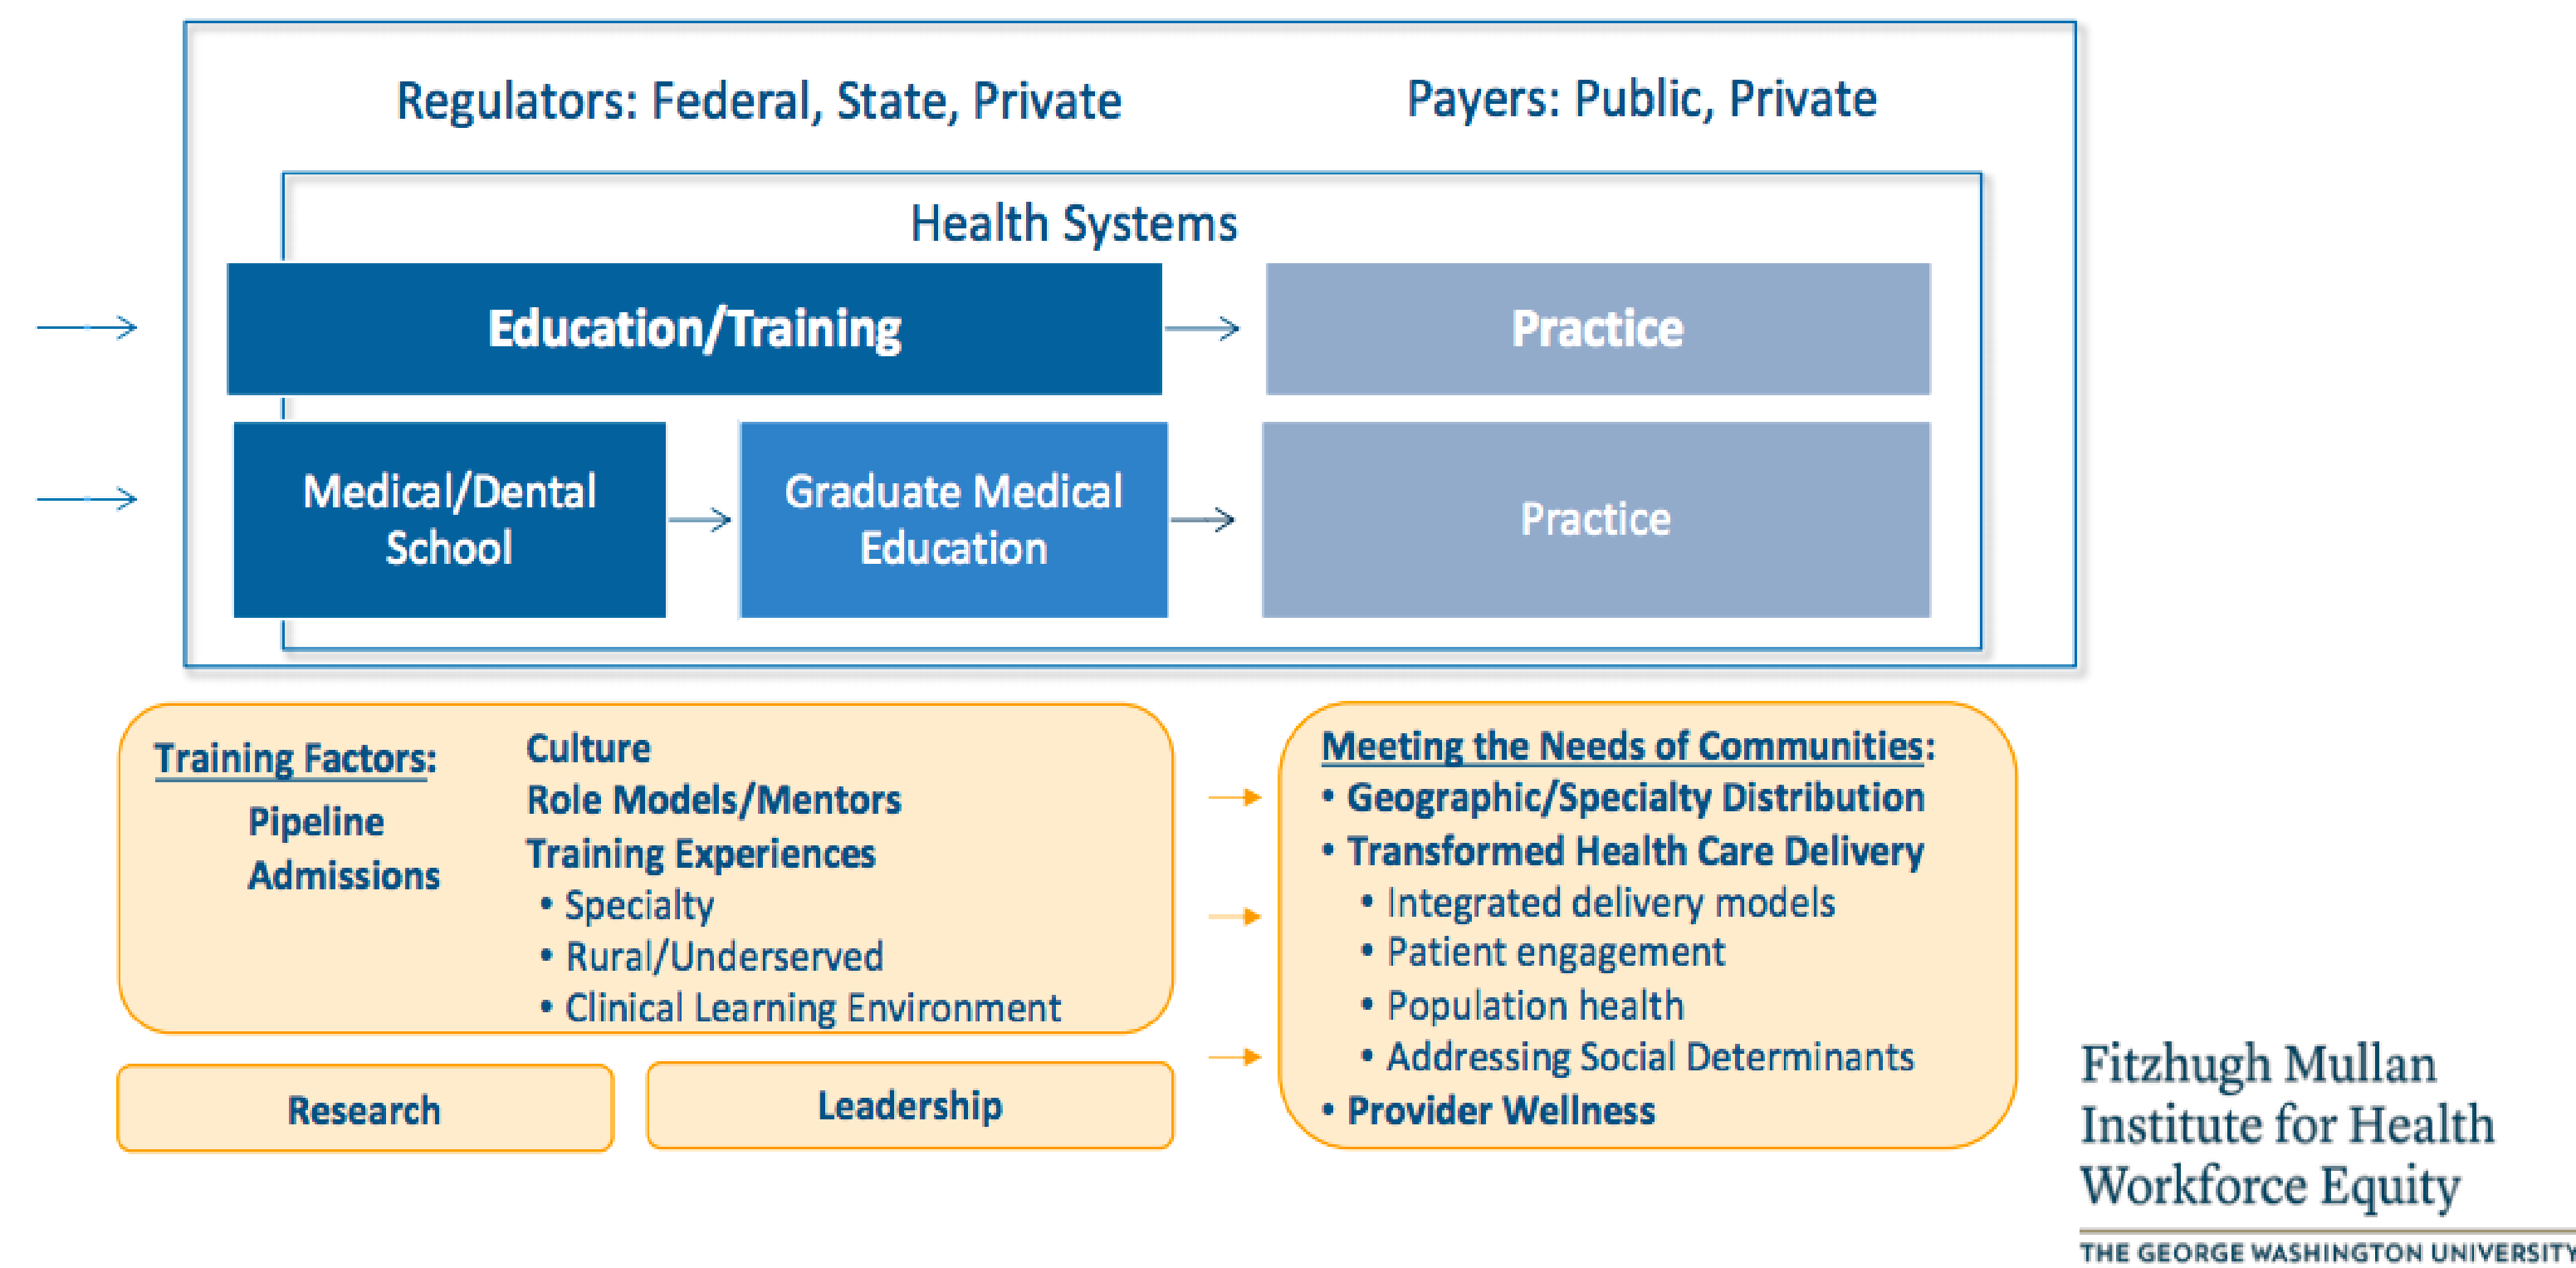 Regulators: Federal, State, Private
Payers: Public, Private
Health Systems
Education/Training
Practice
Medical/Dental
School
Graduate Medical
Education
Practice
Training Factors:
Pipeline
Admissions
Culture
Role Models/Mentors
Training Experiences
• Specialty
• Rural/Underserved
• Clinical Learning Environment
Research
Leadership
Meeting the Needs of Communities:
• Geographic/Specialty Distribution
• Transformed Health Care Delivery
• Integrated delivery models
• Patient engagement
• Population health
• Addressing Social Determinants
• Provider Wellness
Fitzhugh Mullan
Institute for Health
Workforce Equity
THE GEORGE WASHINGTON UNIVERSITY